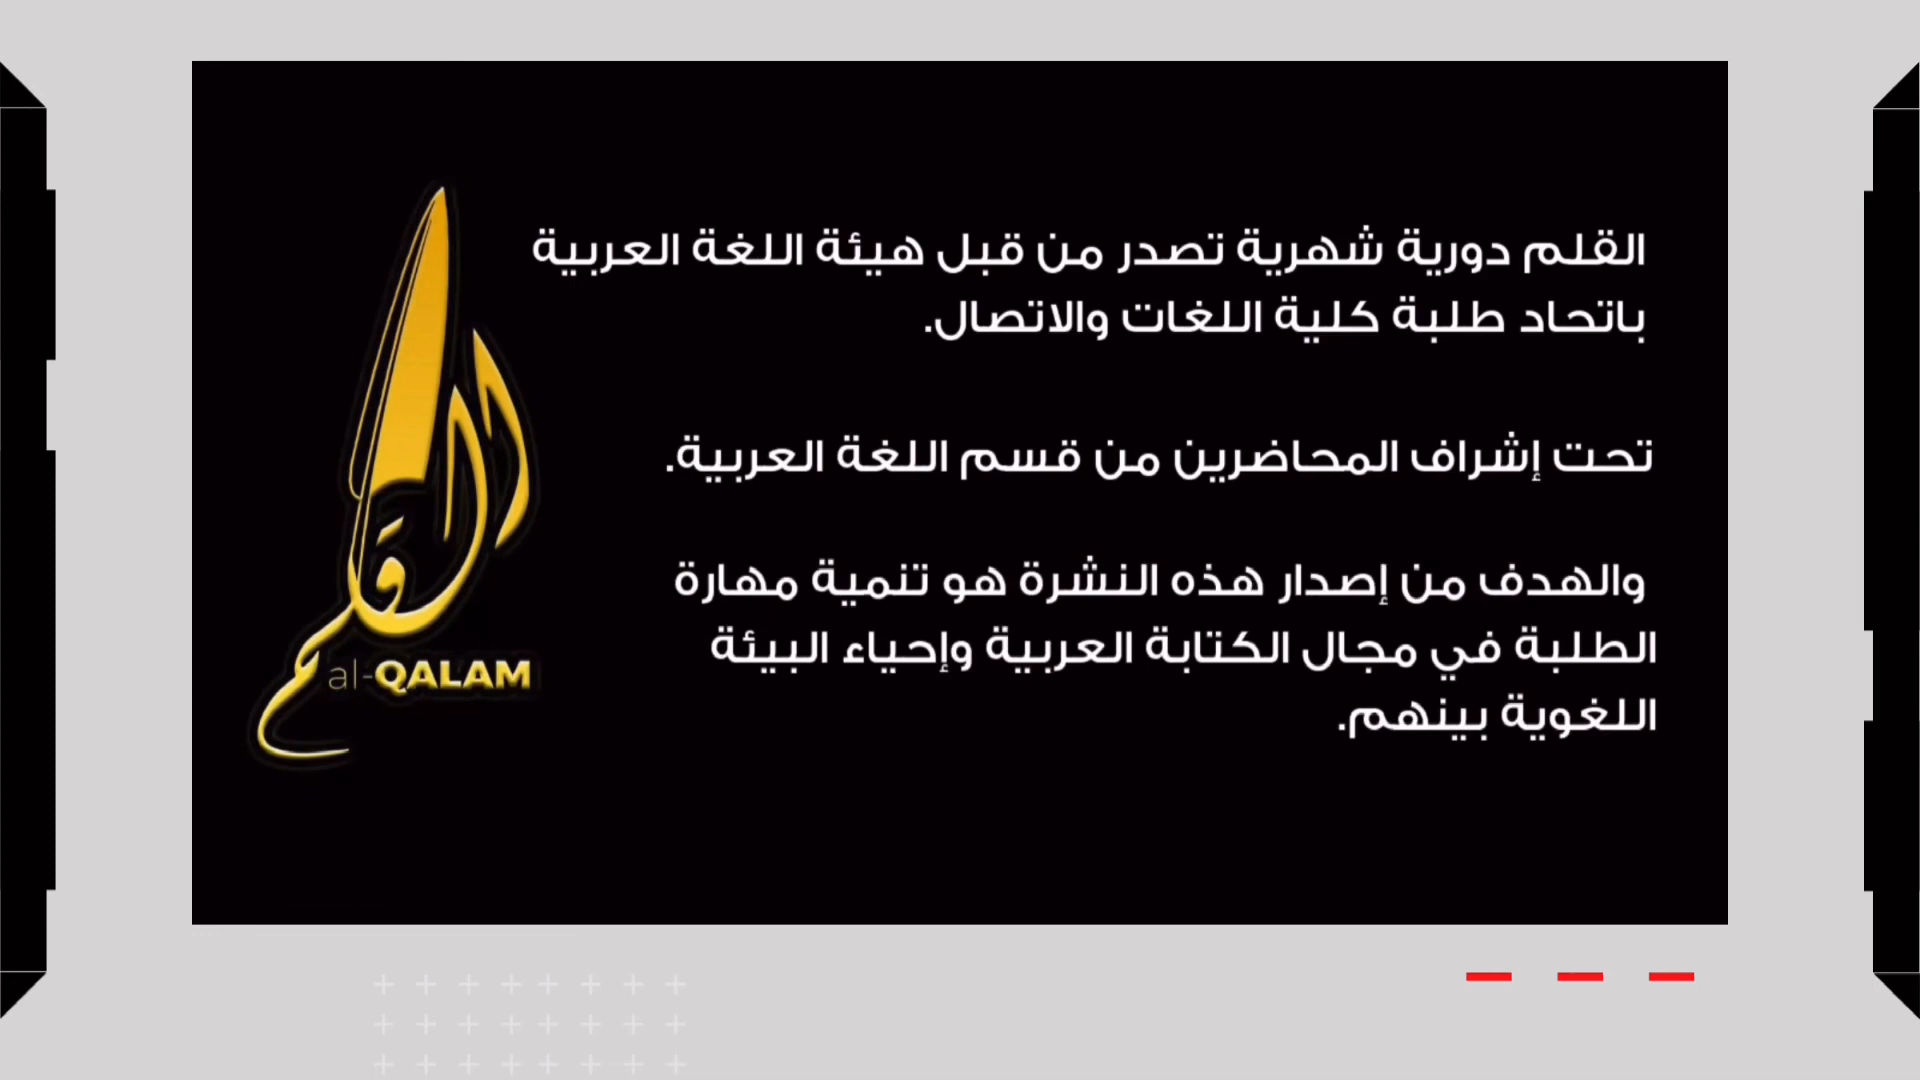 القلم دورية شهرية تصدر من قبل هيئة اللغة العربية
باتحاد طلبة كلية اللغات والاتصال.
تحت إشراف المحاضرين من قسم اللغة العربية.
والهدف من إصدار هذه النشرة هو تنمية مهارة
الطلبة في مجال الكتابة العربية وإحياء البيئة
اللغوية بينهم.
القلم
al-QALAM